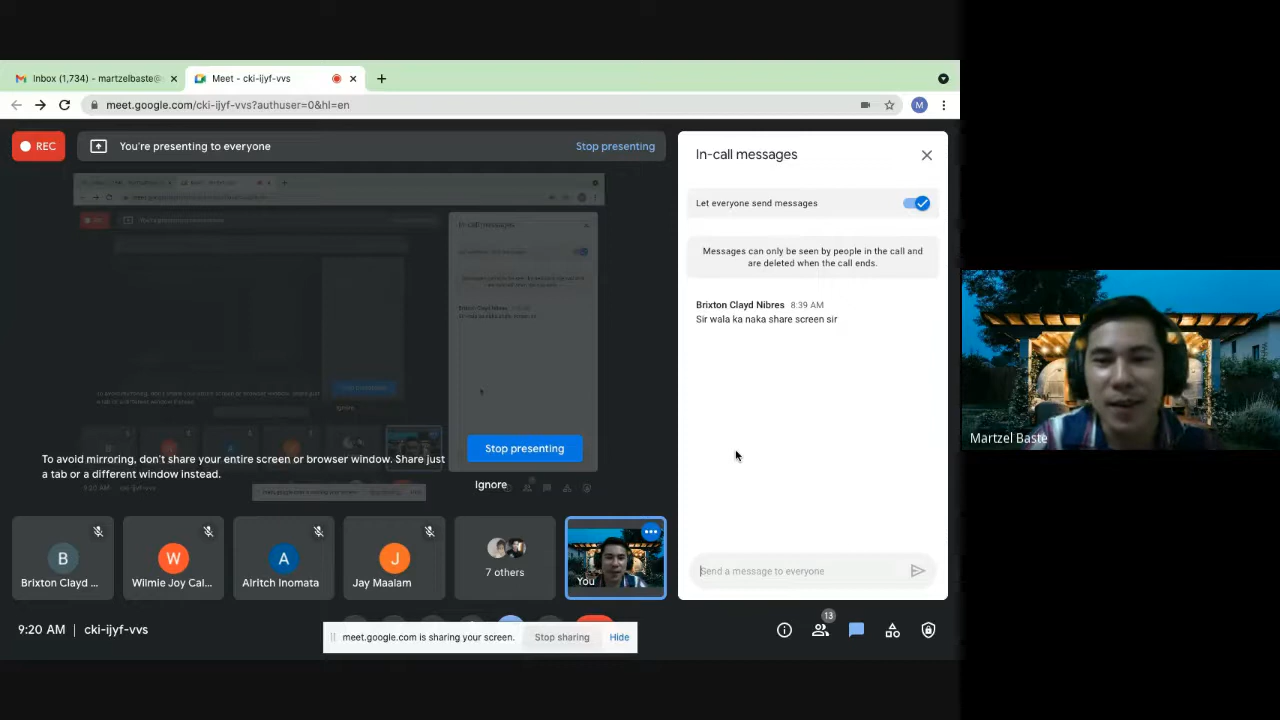 Inbox (1,734) - martzelbaste@
Meet - cki-ijyf-vvs
meet.google.com/cki-ijyf-vvs?authuser=0&hl=en
M
REC
You're presenting to everyone
Stop presenting
In-call messages
Let everyone send messages
Messages can only be seen by people in the call and
are deleted when the call ends.
Brixton Clayd Nibres 8:39 AM
Sir wala ka naka share screen sir
To avoid mirroring, don't share your entire screen or browser window. Share just
a tab or a different window instead.
Stop presenting
Ignore
B
Brixton Clayd ...
W
Wilmie Joy Cal...
A
Alritch Inomata
J
Jay Maalam
7 others
You
Send a message to everyone
9:20 AM | cki-ijyf-vvs
meet.google.com is sharing your screen.
Stop sharing
Hide
13
Martzel Baste